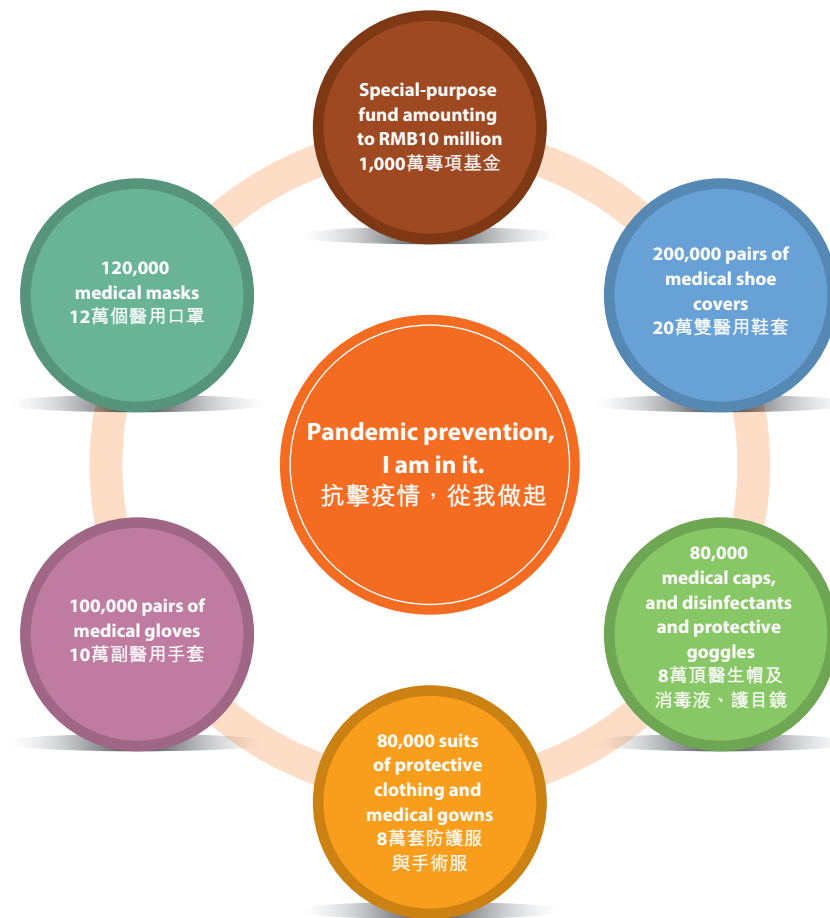 Special-purpose
fund amounting
to RMB10 million
1,000萬專項基金
120,000
medical masks
12萬個醫用口罩
200,000 pairs of
medical shoe
covers
20萬雙醫用鞋套
Pandemic prevention,
I am in it.
抗擊疫情，從我做起
100,000 pairs of
medical gloves
10萬副醫用手套
80,000
medical caps,
and disinfectants
and protective
goggles
8萬頂醫生帽及
消毒液、護目鏡
80,000 suits
of protective
clothing and
medical gowns
8萬套防護服
與手術服